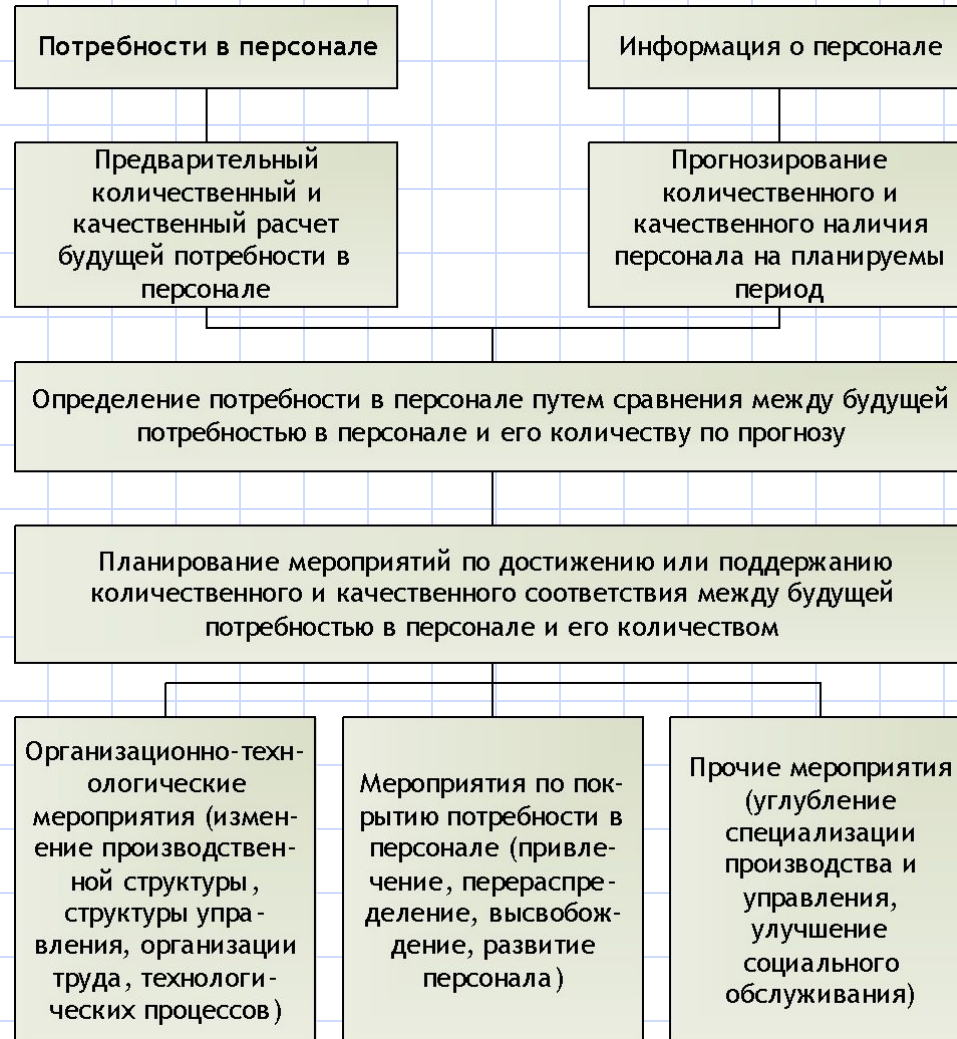 Потребности в персонале
Информация о персонале
Предварительный
количественный и
качественный расчет
будущей потребности в
персонале
Прогнозирование
количественного и
качественного наличия
персонала на планируемы
период
Определение потребности в персонале путем сравнения между будущей
потребностью в персонале и его количеству по прогнозу
Планирование мероприятий по достижению или поддержанию
количественного и качественного соответствия между будущей
потребностью в персонале и его количеством
Организационно-техн-
ологические
мероприятия (измен-
ение производствен-
ной структуры,
структуры упра-
вления, организации
труда, технологи-
ческих процессов)
Мероприятия по пок-
рытию потребности в
персонале (привле-
чение, перераспре-
деление, высвобож-
дение, развитие
персонала)
Прочие мероприятия
(углубление
специализации
производства и
управления,
улучшение
социального
обслуживания)